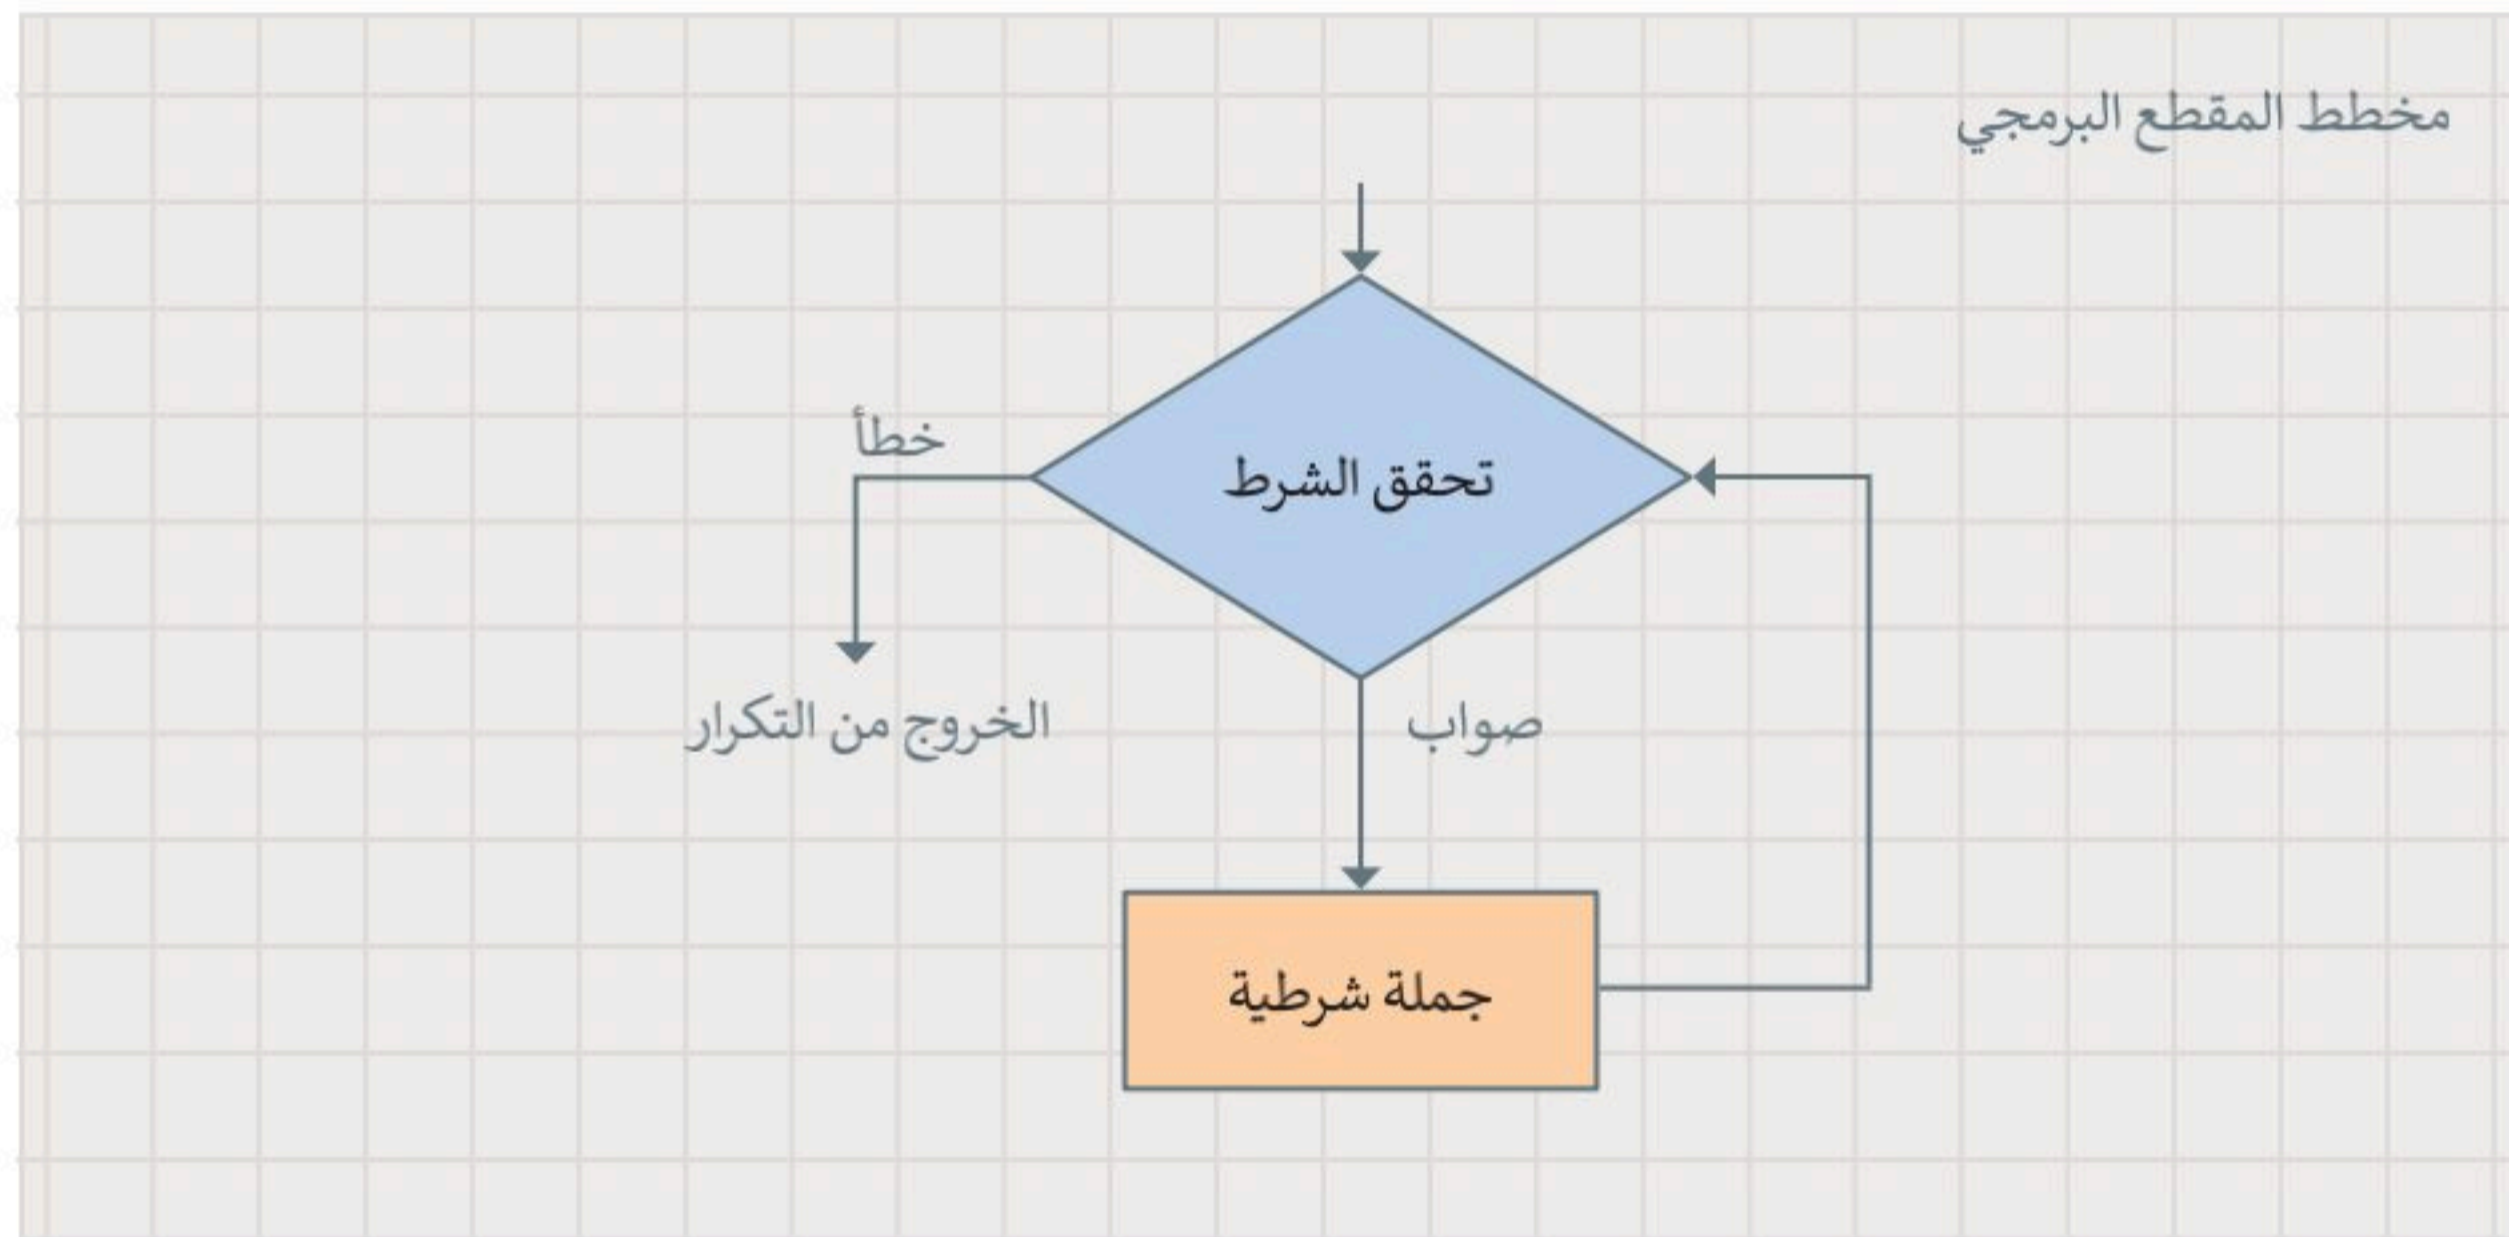 مخطط المقطع البرمجي
تحقق الشرط
خطأ
صواب
الخروج من التكرار
جملة شرطية